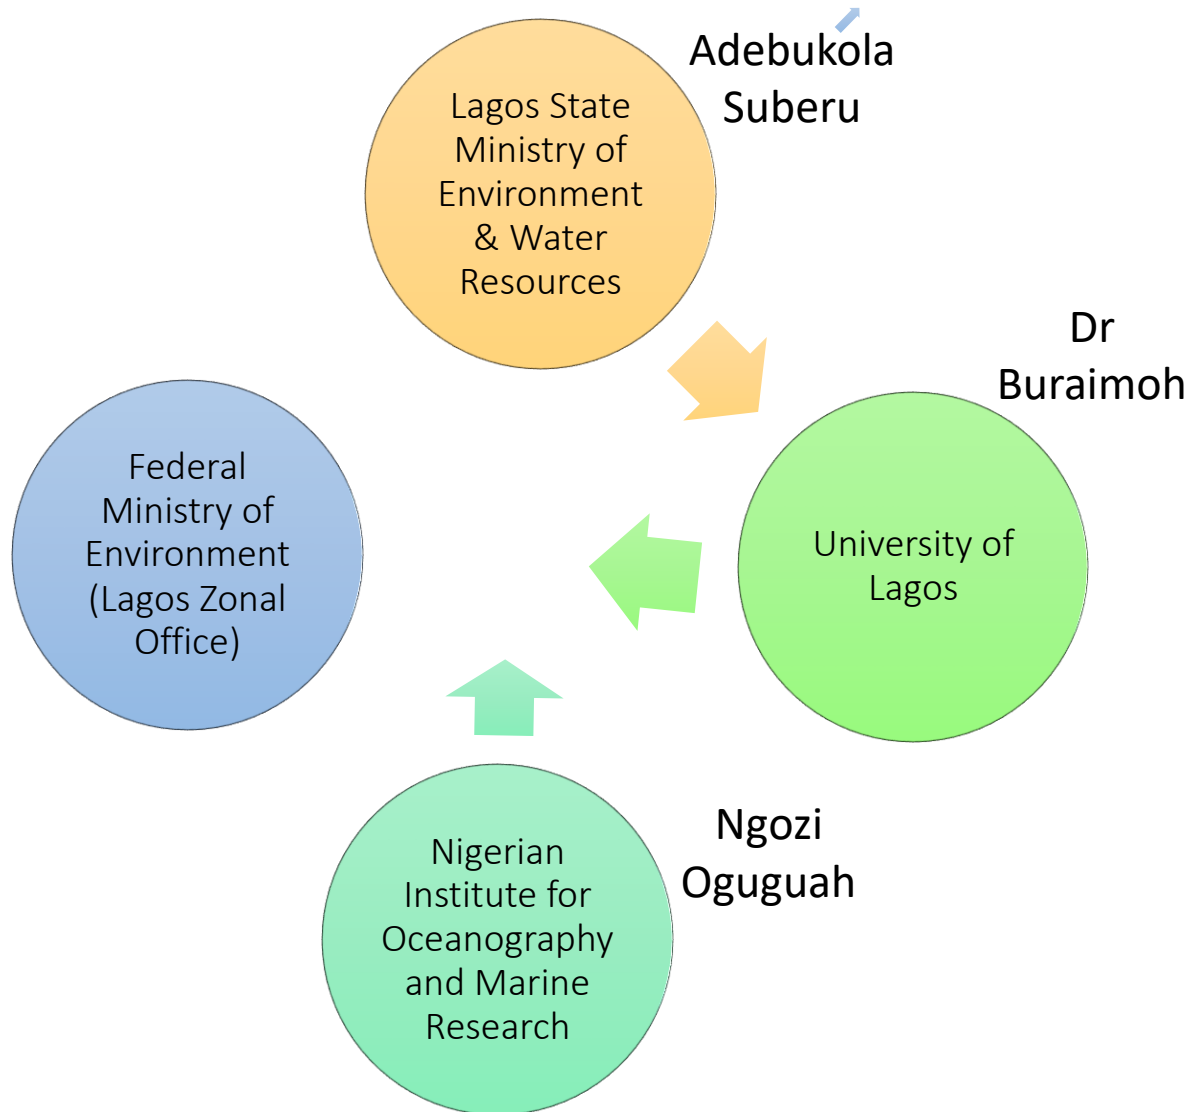 Adebukola
Suberu
Lagos State
Ministry of
Environment
& Water
Resources
Dr
Buraimoh
University of
Lagos
Federal
Ministry of
Environment
(Lagos Zonal
Office)
Ngozi
Oguguah
Nigerian
Institute for
Oceanography
and Marine
Research